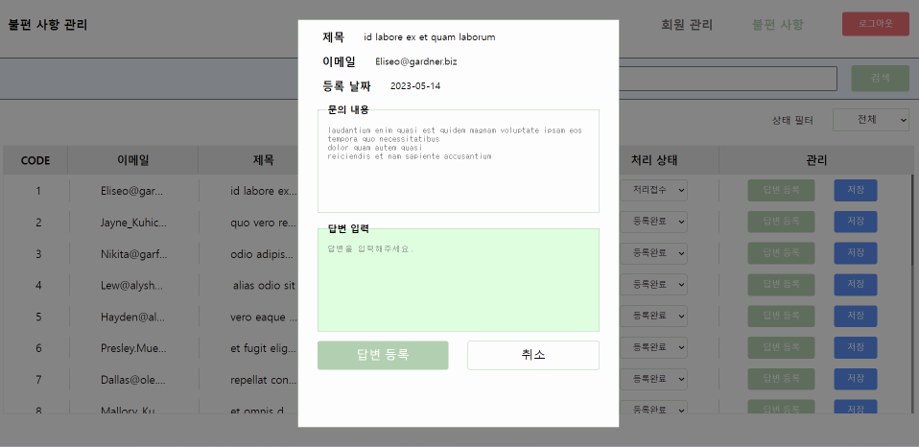 불편 사항 관리
회원 관리
불편 사항
로그아웃
검색
상태 필터
전체
CODE 이메일 제목 처리 상태 관리
1 Eliseo@gar... id labore ex... 처리접수 답변 등록 저장
2 Jayne_Kuhic... quo vero re... 등록완료 답변 등록 저장
3 Nikita@garf... odio adipis... 등록완료 답변 등록 저장
4 Lew@alysh... alias odio sit 등록완료 답변 등록 저장
5 Hayden@al... vero eaque 등록완료 답변 등록 저장
6 Presley.Mue... et fugit elig... 등록완료 답변 등록 저장
7 Dallas@ole... repellat con... 등록완료 답변 등록 저장
8 Mallory_Ku... et omnis d... 등록완료 답변 등록 저장
제목 id labore ex et quam laborum
이메일 Eliseo@gardner.biz
등록 날짜 2023-05-14
문의 내용
laudantium enim quasi est quidem magnam voluptate ipsam eos
tempora quo necessitatibus
dolor quam autem quasi
reiciendis et nam sapiente accusantium
답변 입력
답변을 입력해주세요.
답변 등록
취소